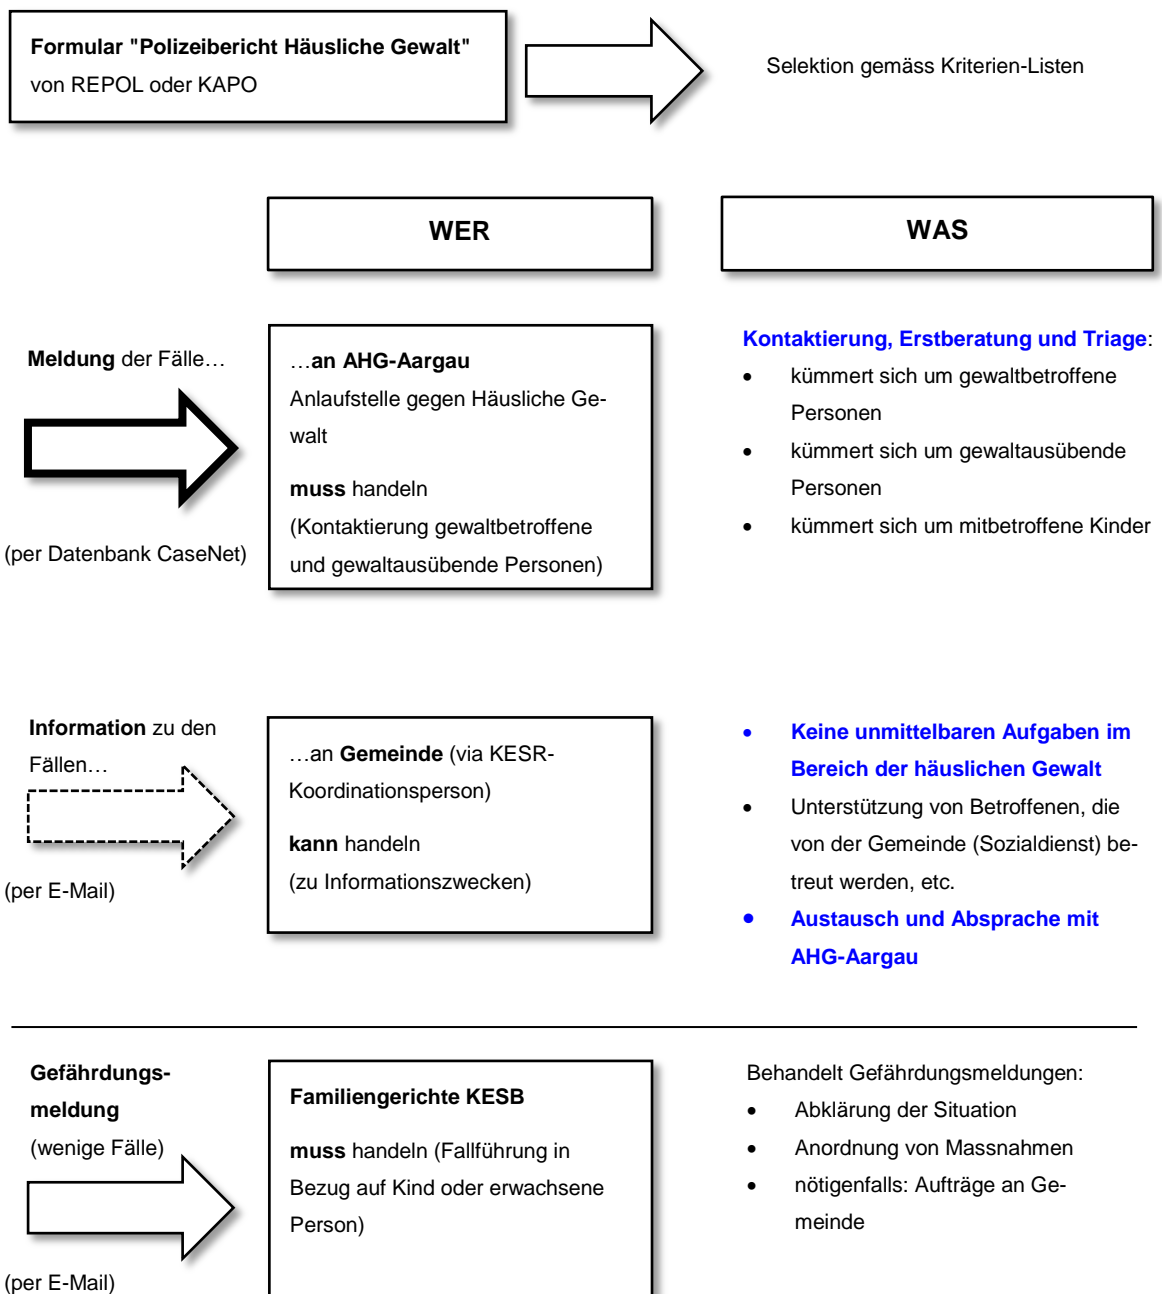 Formular "Polizeibericht Häusliche Gewalt"
von REPOL oder KAPO
Selektion gemäss Kriterien-Listen
WER
WAS
Meldung der Fälle…
(per Datenbank CaseNet)
…an AHG-Aargau
Anlaufstelle gegen Häusliche Ge-
walt
muss handeln
(Kontaktierung gewaltbetroffene
und gewaltausübende Personen)
Kontaktierung, Erstberatung und Triage:
• kümmert sich um gewaltbetroffene
Personen
• kümmert sich um gewaltausübende
Personen
• kümmert sich um mitbetroffene Kinder
Information zu den
Fällen…
(per E-Mail)
…an Gemeinde (via KESR-
Koordinationsperson)
kann handeln
(zu Informationszwecken)
• Keine unmittelbaren Aufgaben im
Bereich der häuslichen Gewalt
• Unterstützung von Betroffenen, die
von der Gemeinde (Sozialdienst) be-
treut werden, etc.
• Austausch und Absprache mit
AHG-Aargau
Gefährdungs-
meldung
(wenige Fälle)
(per E-Mail)
Familiengerichte KESB
muss handeln (Fallführung in
Bezug auf Kind oder erwachsene
Person)
Behandelt Gefährdungsmeldungen:
• Abklärung der Situation
• Anordnung von Massnahmen
• nötigenfalls: Aufträge an Ge-
meinde